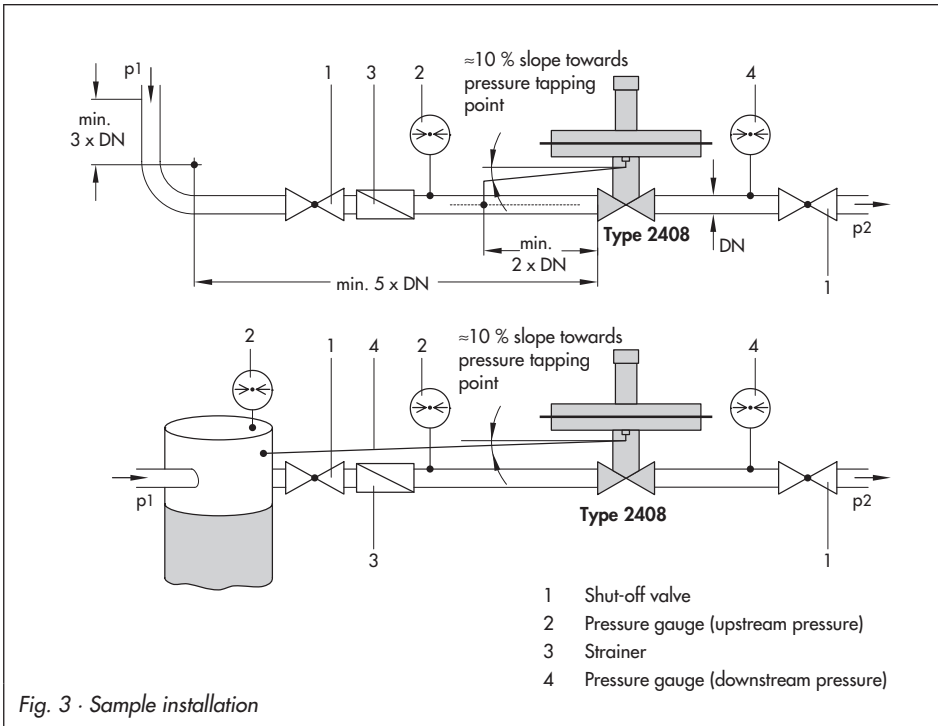 p1
1
3
2
≈10 % slope towards
pressure tapping
point
4
min.
3 x DN
Type 2408
p2
min.
2 x DN
DN
min. 5 x DN
1
2
1
4
2
≈10 % slope towards
pressure tapping
point
4
p1
p2
Type 2408
3
1
1 Shut-off valve
2 Pressure gauge (upstream pressure)
3 Strainer
4 Pressure gauge (downstream pressure)
Fig. 3 · Sample installation